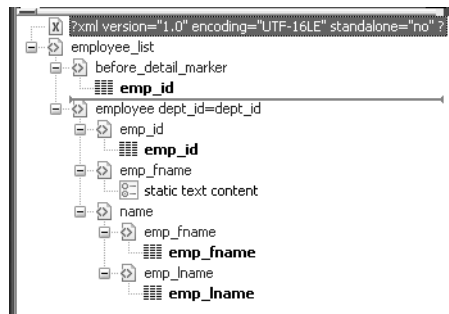 ?xml version="1.0" encoding="UTF-16LE" standalone="no" ?
employee_list
before_detail_marker
emp_id
employee dept_id=dept_id
emp_id
emp_id
emp_fname
static text content
name
emp_fname
emp_fname
emp_lname
emp_lname